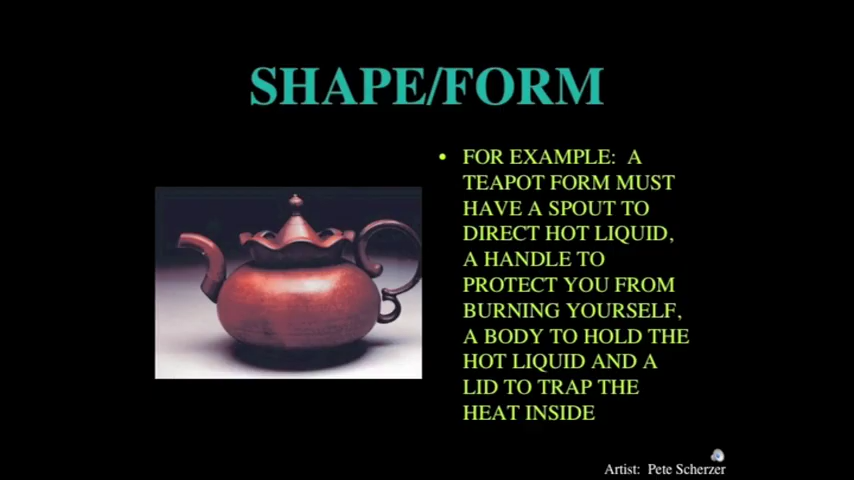 SHAPE/FORM
• FOR EXAMPLE: A
TEAPOT FORM MUST
HAVE A SPOUT TO
DIRECT HOT LIQUID,
A HANDLE TO
PROTECT YOU FROM
BURNING YOURSELF,
A BODY TO HOLD THE
HOT LIQUID AND A
LID TO TRAP THE
HEAT INSIDE
Artist: Pete Scherzer